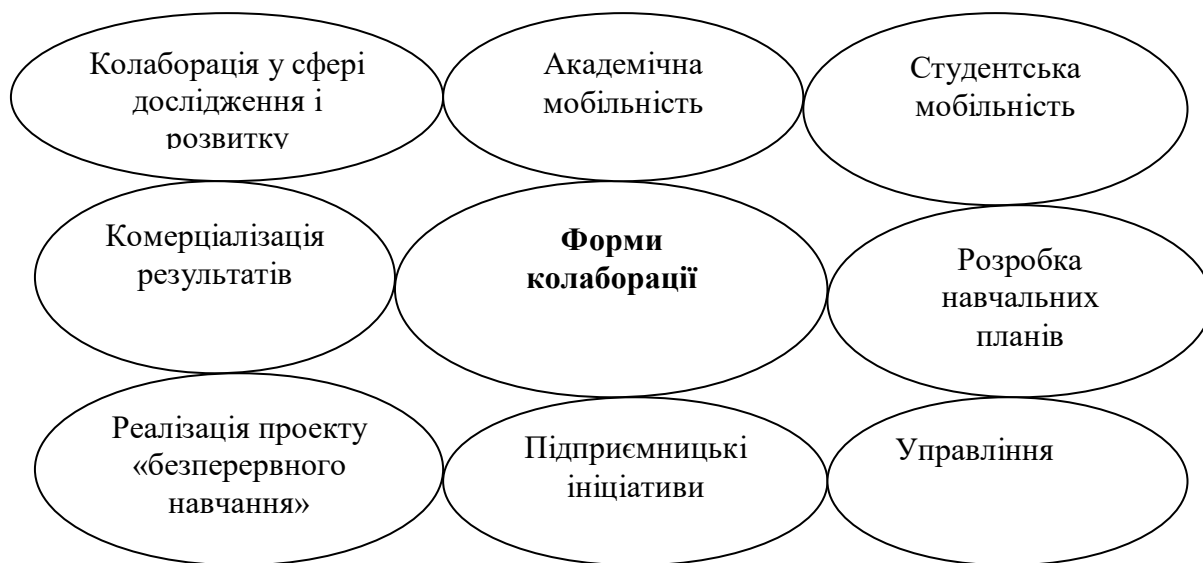 Колаборація у сфері
дослідження і
розвитку
Академічна
мобільність
Студентська
мобільність
Комерціалізація
результатів
Форми
колаборації
Розробка
навчальних
планів
Реалізація проекту
«безперервного
навчання»
Підприємницькі
ініціативи
Управління